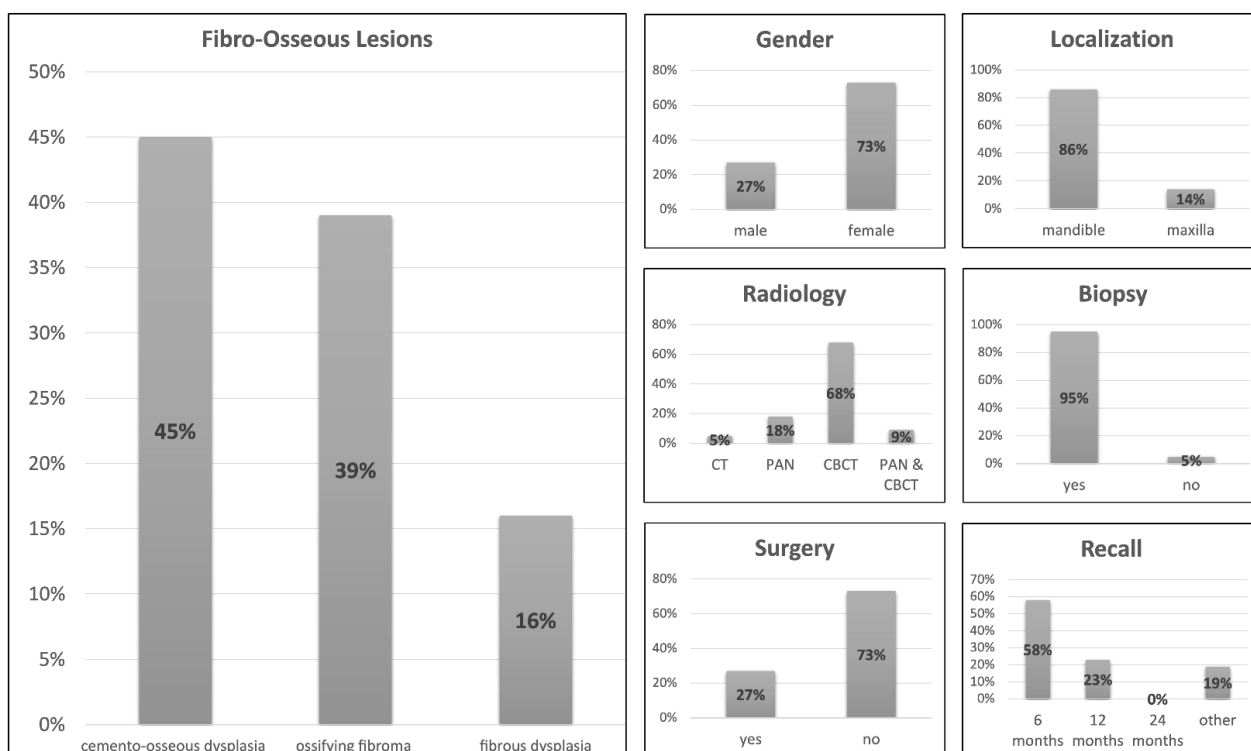 Fibro-Osseous Lesions
50%
45%
40%
35%
30%
25%
20%
15%
10%
5%
0%
45%
39%
16%
cemento-osseous dysplasia
ossifying fibroma
fibrous dysplasia
Gender
80%
60%
40%
20%
0%
27%
73%
male
female
Localization
100%
80%
60%
40%
20%
0%
86%
14%
mandible
maxilla
Radiology
80%
60%
40%
20%
0%
5%
18%
68%
9%
CT
PAN
CBCT
PAN &
CBCT
Biopsy
100%
80%
60%
40%
20%
0%
95%
5%
yes
no
Surgery
80%
60%
40%
20%
0%
27%
73%
yes
no
Recall
70%
60%
50%
40%
30%
20%
10%
0%
58%
23%
0%
19%
6
months
12
months
24
months
other